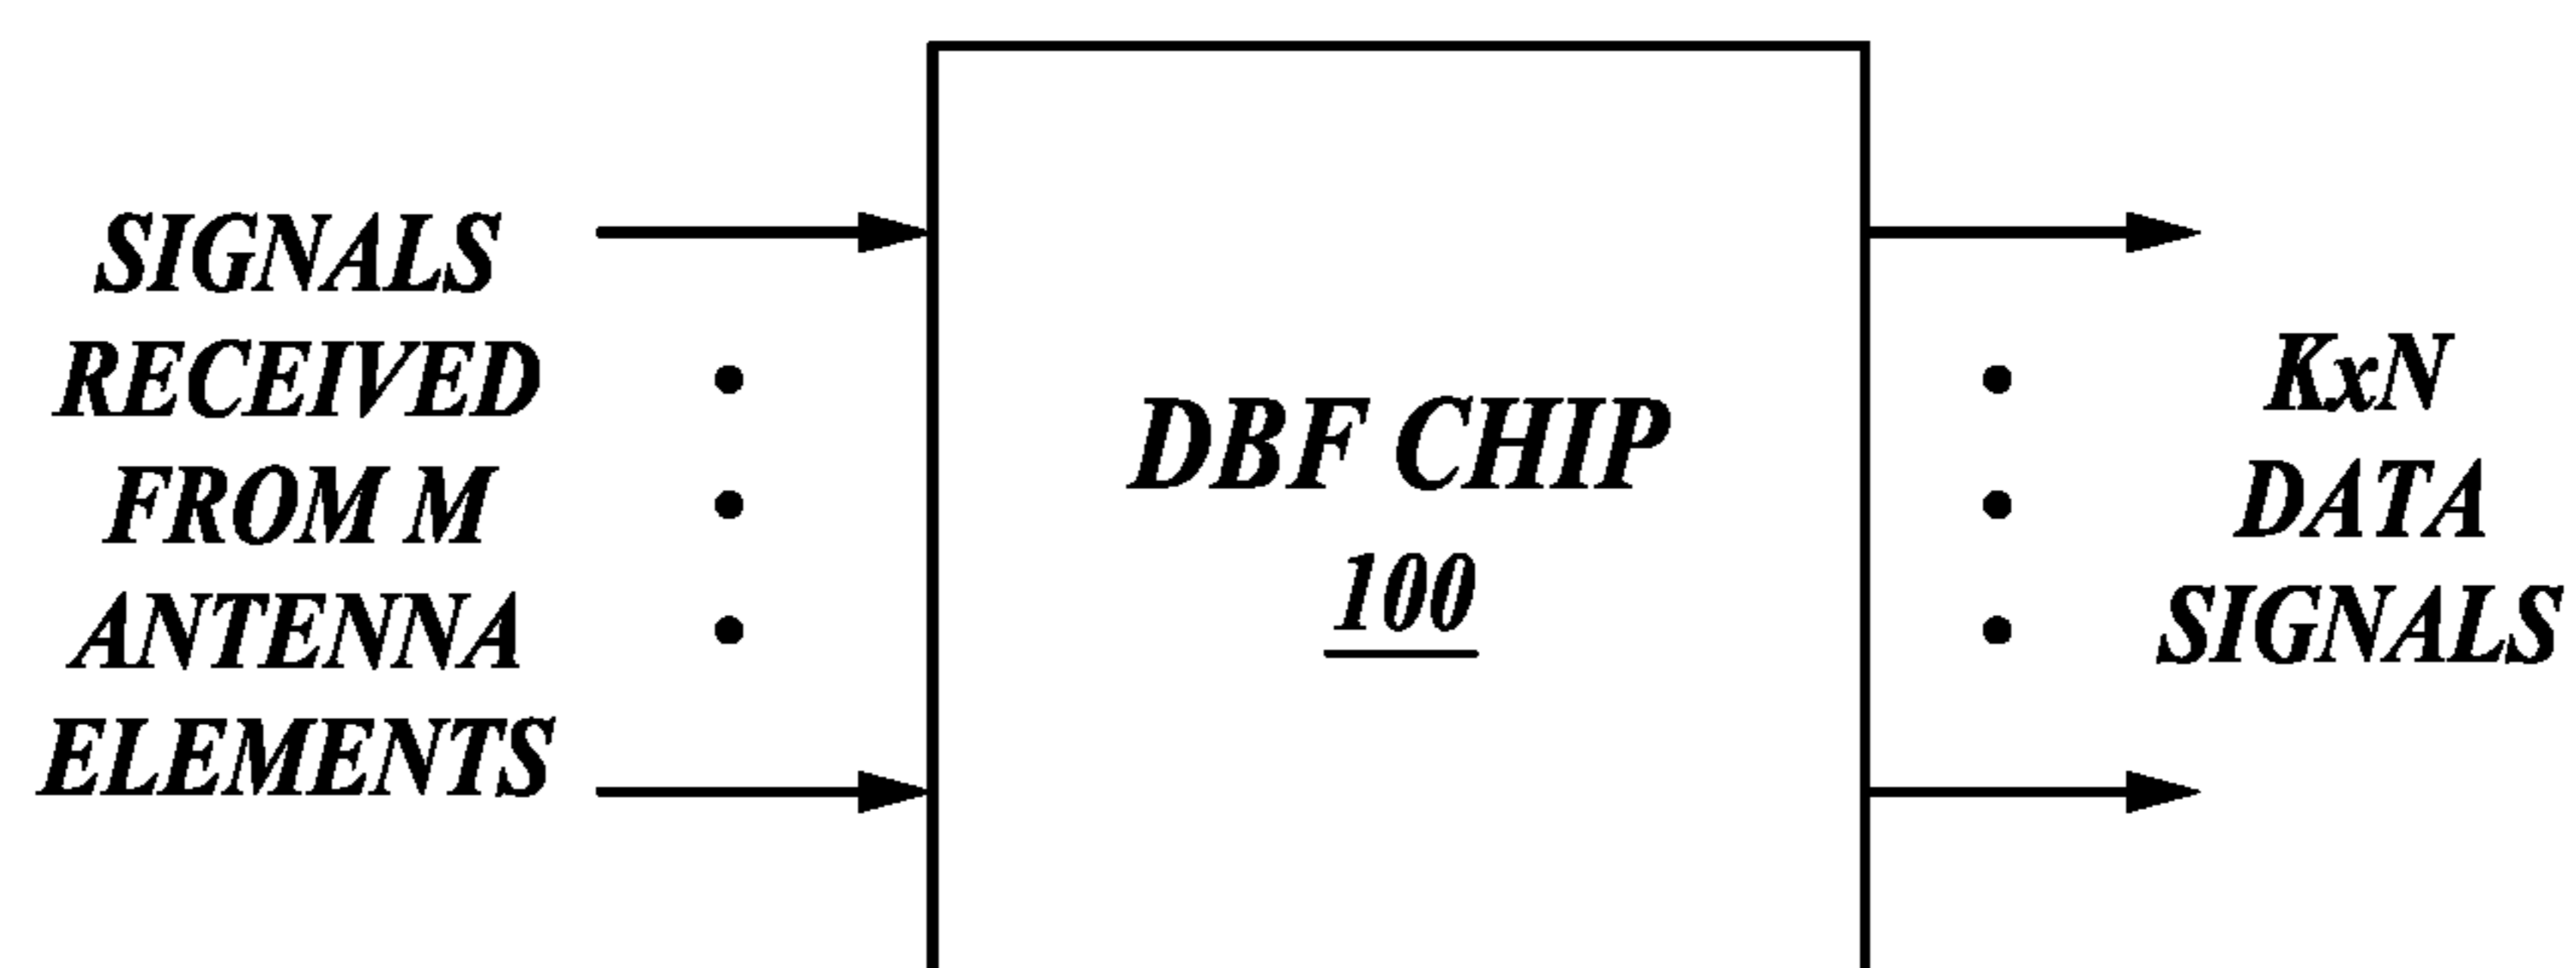 SIGNALS
RECEIVED
FROM M
ANTENNA
ELEMENTS
DBF CHIP
100
KxN
DATA
SIGNALS